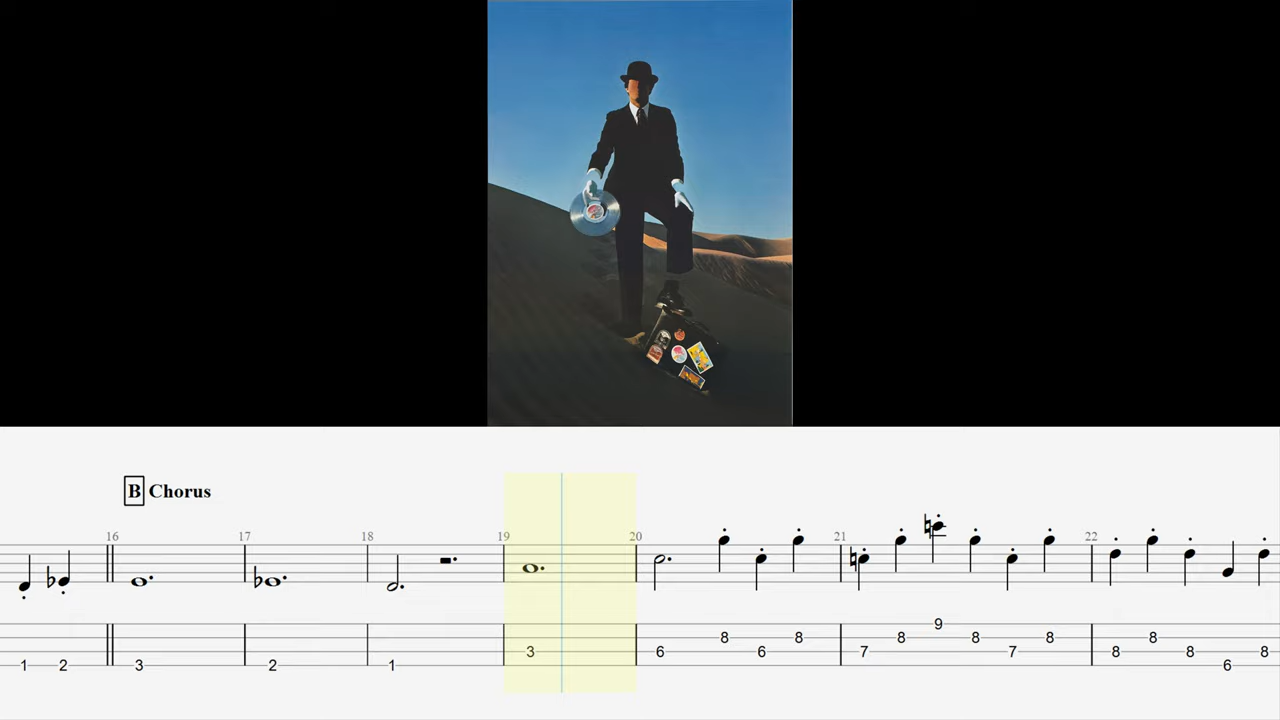 B Chorus
16 17 18 19 20 21 22
9
8 8 8 8 8 8
3 6 6 7 7 8 8 8
1 2 3 2 1 6